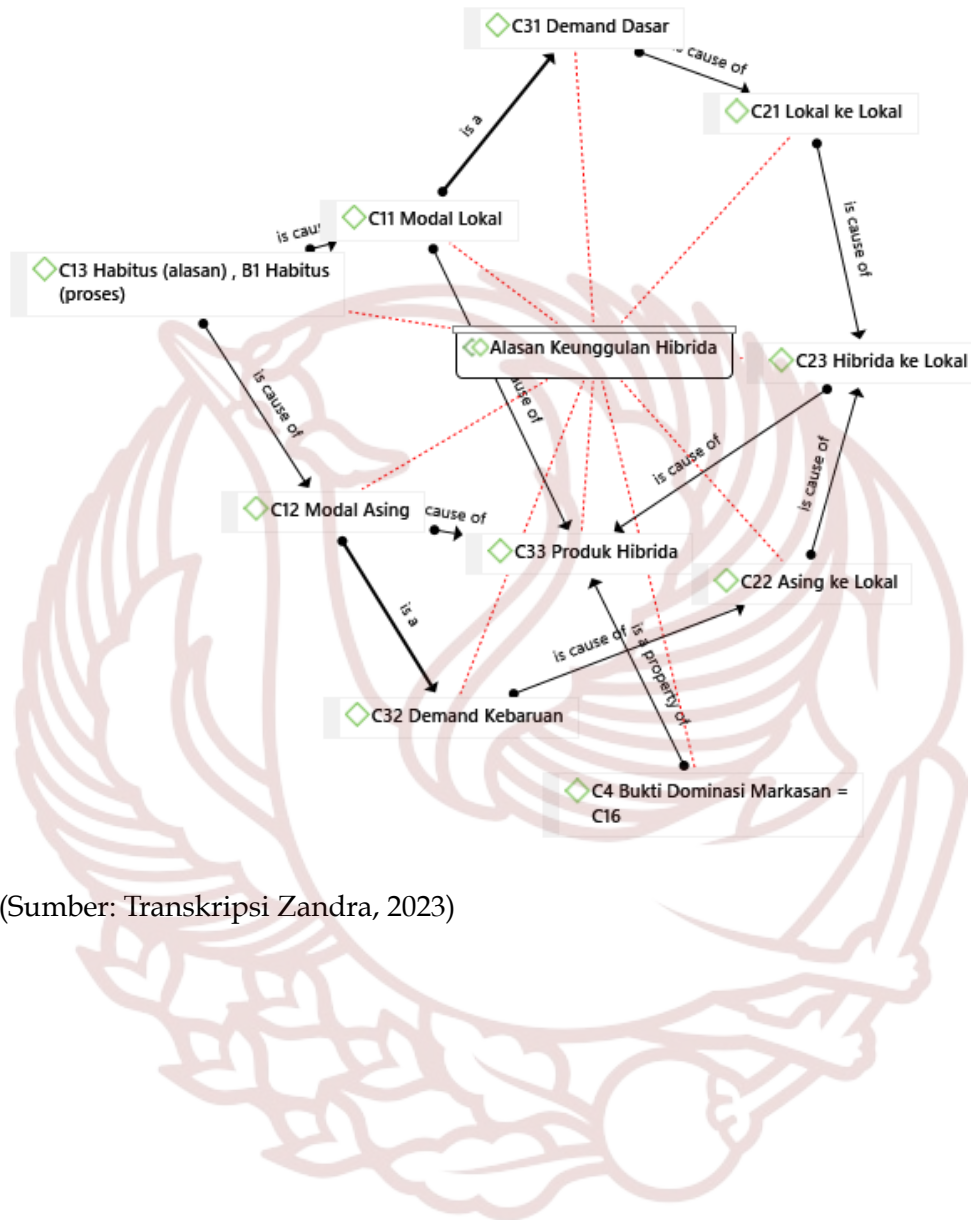 C31 Demand Dasar
cause of
C21 Lokal ke Lokal
is a
C11 Modal Lokal
is cause of
C13 Habitus (alasan) , B1 Habitus
(proses)
Alasan Keunggulan Hibrida
C23 Hibrida ke Lokal
is cause of
of
is cause of
is cause of
C12 Modal Asing
cause of
C33 Produk Hibrida
C22 Asing ke Lokal
is a
is cause of
is a property of
C32 Demand Kebaruan
C4 Bukti Dominasi Markasan =
C16
(Sumber: Transkripsi Zandra, 2023)